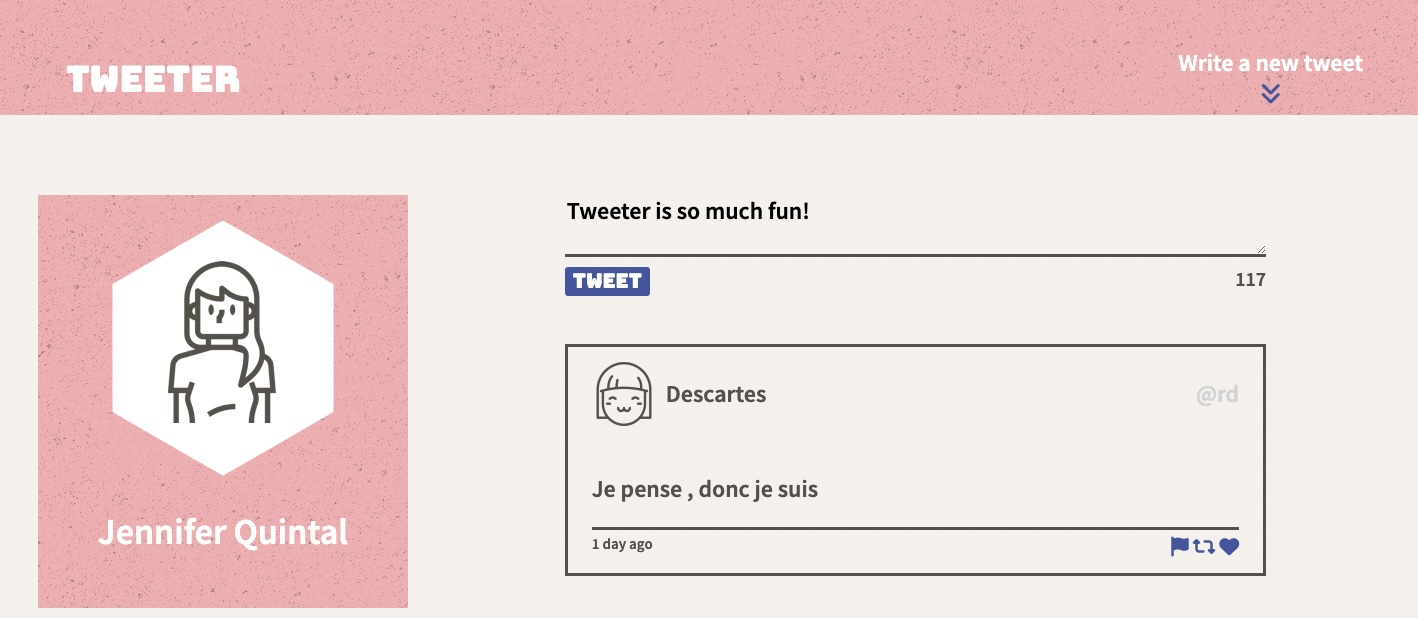 TWEETER
Write a new tweet
Jennifer Quintal
Tweeter is so much fun!
TWEET
117
Descartes
@rd
Je pense , donc je suis
1 day ago